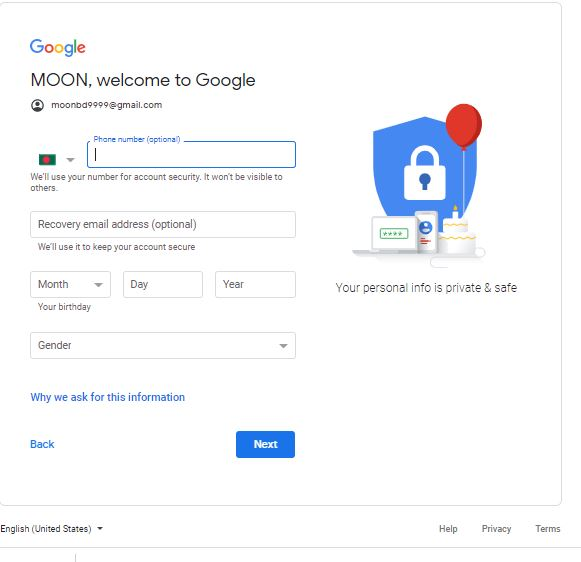 Google
MOON, welcome to Google
moonbd9999@gmail.com
Phone number (optional)
We'll use your number for account security. It won't be visible to
others.
Recovery email address (optional)
We'll use it to keep your account secure
Month Day Year
Your birthday
Gender
Why we ask for this information
Back Next
****
Your personal info is private & safe
English (United States) Help Privacy Terms